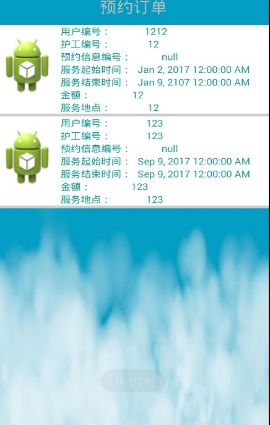 预约订单
用户编号： 1212
护工编号： 12
预约信息编号： null
服务起始时间： Jan 2, 2017 12:00:00 AM
服务结束时间： Jan 9, 2107 12:00:00 AM
金额： 12
服务地点： 12
用户编号： 123
护工编号： 123
预约信息编号： null
服务起始时间： Sep 9, 2017 12:00:00 AM
服务结束时间： Sep 9, 2017 12:00:00 AM
金额： 123
服务地点： 123